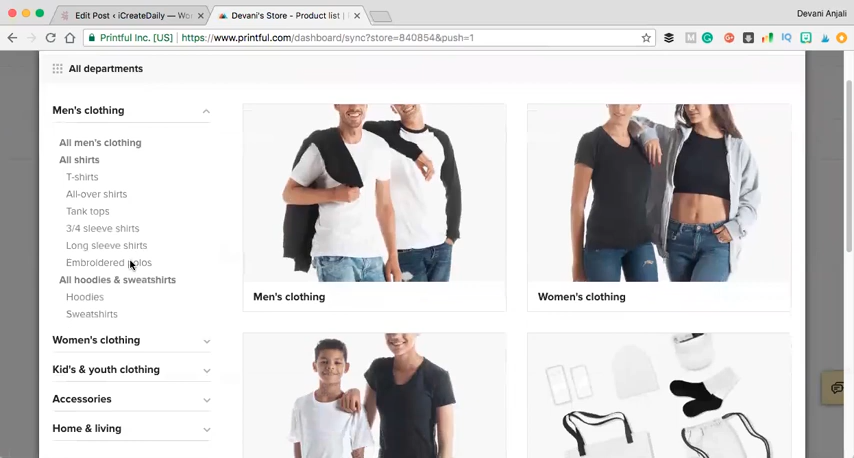 Edit Post ‹ iCreateDaily — Wo
Devani's Store - Product list |
Devani Anjali
Printful Inc. [US]
https://www.printful.com/dashboard/sync?store=840854&push=1
All departments
Men's clothing
All men's clothing
All shirts
T-shirts
All-over shirts
Tank tops
3/4 sleeve shirts
Long sleeve shirts
Embroidered polos
All hoodies & sweatshirts
Hoodies
Sweatshirts
Women's clothing
Kid's & youth clothing
Accessories
Home & living
Men's clothing
Women's clothing